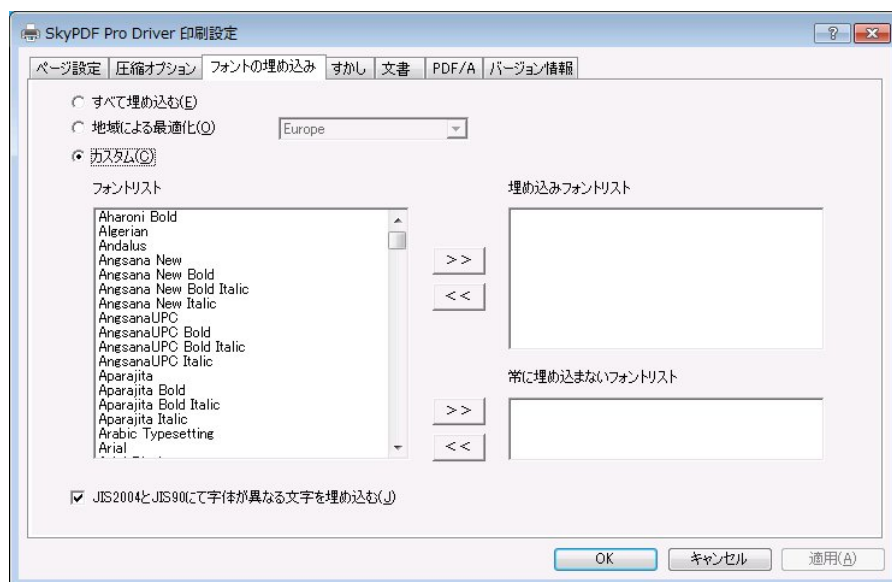 SkyPDF Pro Driver 印刷設定
ページ設定 圧縮オプション フォントの埋め込み すかし 文書 PDF/A バージョン情報
すべて埋め込む(E)
地域による最適化(O) Europe
カスタム(C)
フォントリスト 埋め込みフォントリスト
Aharoni Bold
Algerian
Andalus
Angsana New
Angsana New Bold
Angsana New Bold Italic
Angsana New Italic
AngsanaUPC
AngsanaUPC Bold
AngsanaUPC Bold Italic
AngsanaUPC Italic
Aparajita
Aparajita Bold
Aparajita Bold Italic
Aparajita Italic
Arabic Typesetting
Arial
>>
<<
常に埋め込まないフォントリスト
>>
<<
JIS2004とJIS90にて字体が異なる文字を埋め込む(J)
OK キャンセル 適用(A)